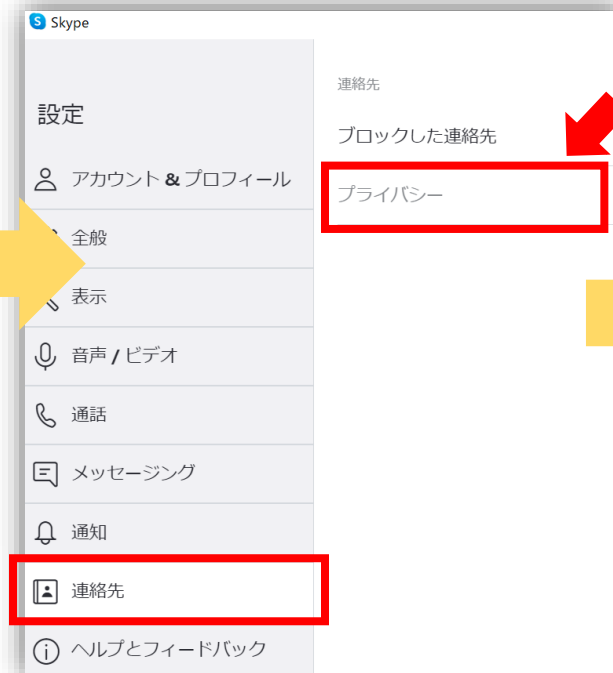 Skype
設定
アカウント & プロフィール
全般
表示
音声 / ビデオ
通話
メッセージング
通知
連絡先
ヘルプとフィードバック
連絡先
ブロックした連絡先
プライバシー